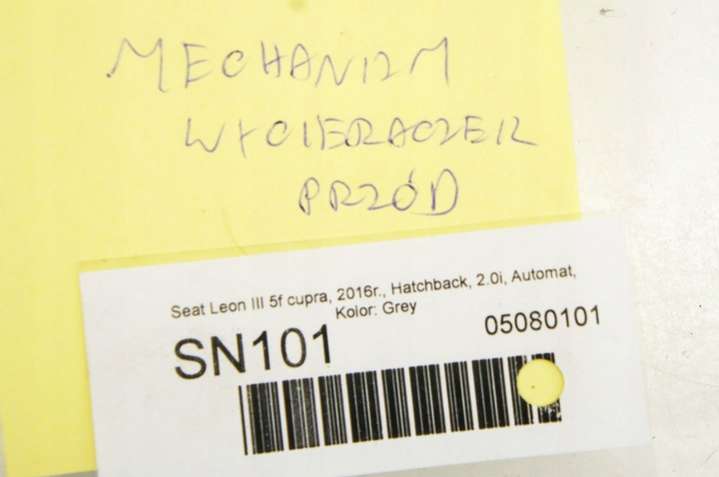 MECHANIZM
WYCIERACZEK
PRZÓD
Seat Leon III 5f cupra, 2016r., Hatchback, 2.0i, Automat,
Kolor: Grey
SN101
05080101